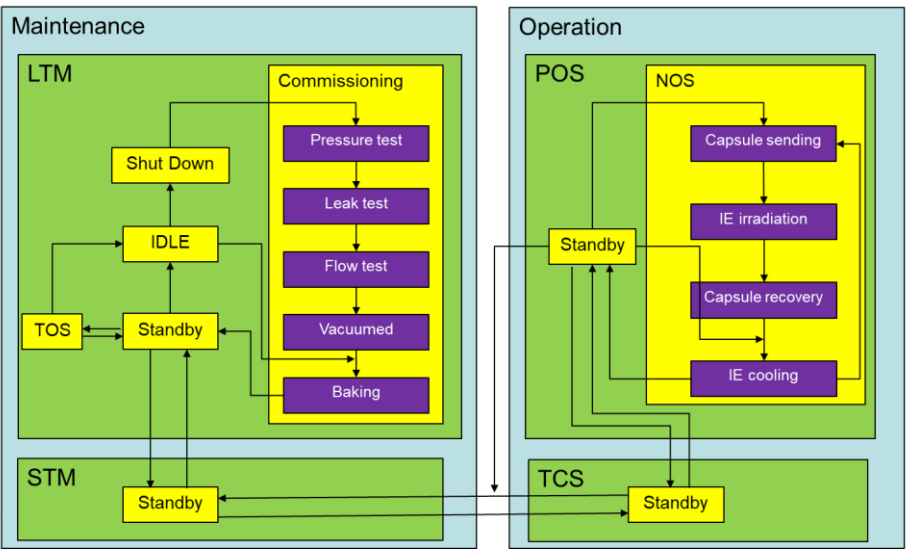 Maintenance
LTM
Commissioning
Pressure test
Shut Down
Leak test
IDLE
Flow test
TOS
Standby
Vacuumed
Baking
STM
Standby
Operation
POS
NOS
Capsule sending
IE irradiation
Standby
Capsule recovery
IE cooling
TCS
Standby